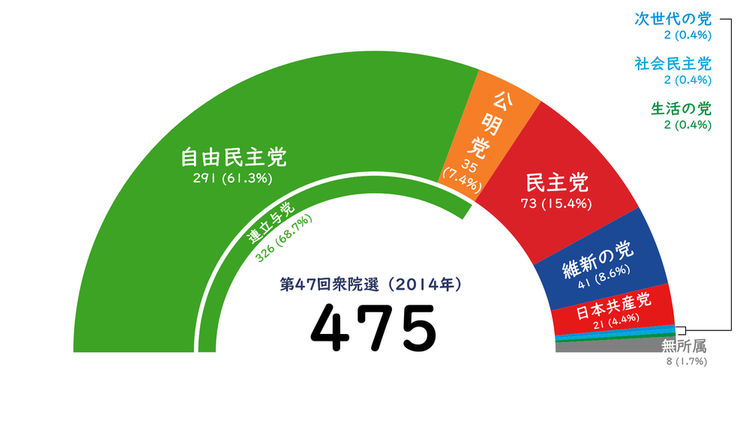 次世代の党
2 (0.4%)
社会民主党
2 (0.4%)
生活の党
2 (0.4%)
公明党
35
(7.4%)
自由民主党
291 (61.3%)
民主党
73 (15.4%)
連立与党
326 (68.7%)
維新の党
41 (8.6%)
第47回衆院選（2014年）
475
日本共産党
21 (4.4%)
無所属
8 (1.7%)